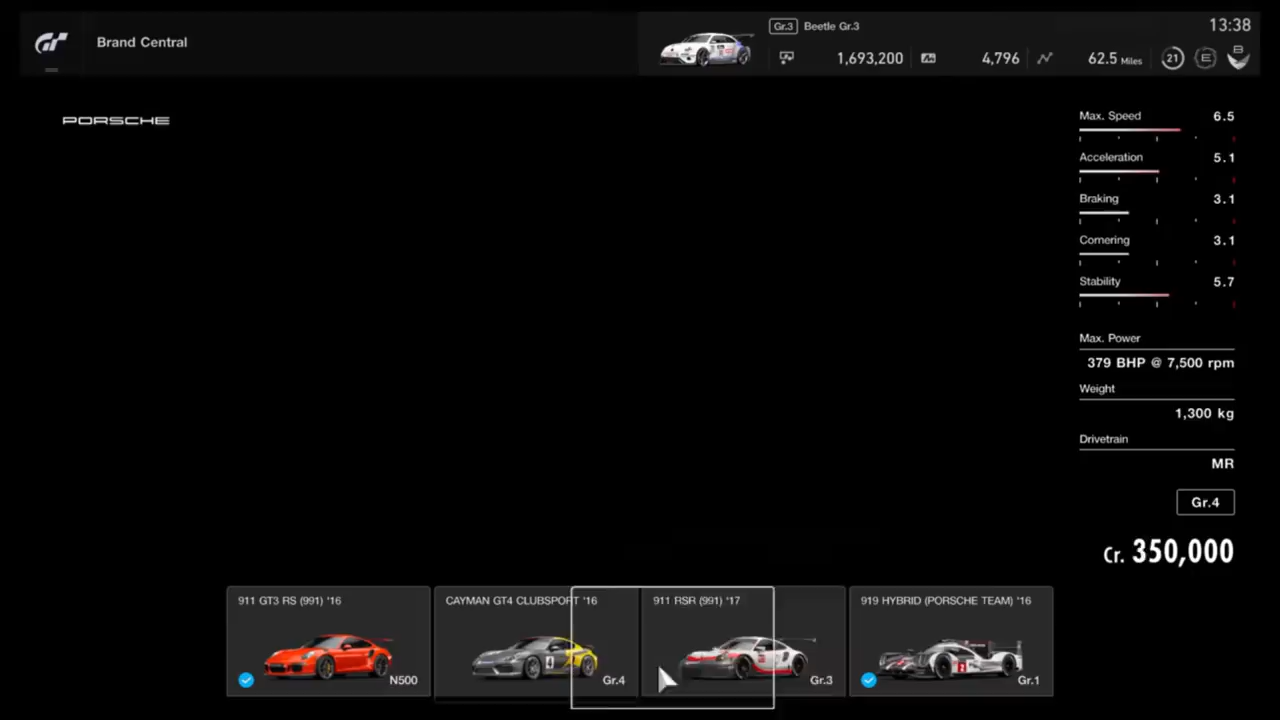 Brand Central
Gr.3 Beetle Gr.3
13:38
1,693,200
4,796
62.5 Miles
21
E
B
PORSCHE
Max. Speed 6.5
Acceleration 5.1
Braking 3.1
Cornering 3.1
Stability 5.7
Max. Power
379 BHP @ 7,500 rpm
Weight
1,300 kg
Drivetrain
MR
Gr.4
Cr. 350,000
911 GT3 RS (991) '16
N500
CAYMAN GT4 CLUBSPORT '16
4
Gr.4
911 RSR (991) '17
Gr.3
919 HYBRID (PORSCHE TEAM) '16
2
Gr.1